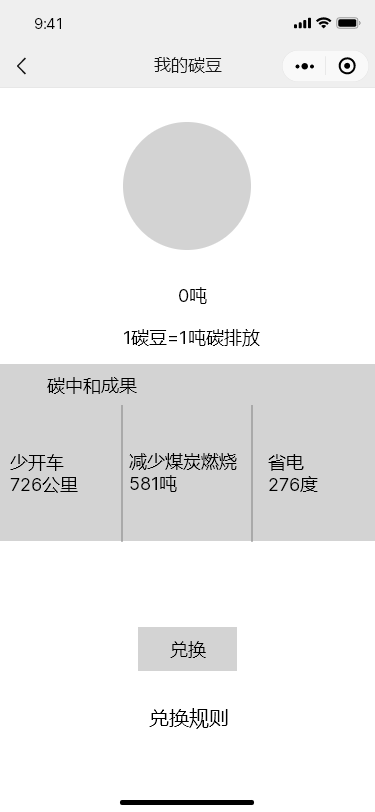 9:41
我的碳豆
0吨
1碳豆=1吨碳排放
碳中和成果
少开车
726公里
减少煤炭燃烧
581吨
省电
276度
兑换
兑换规则